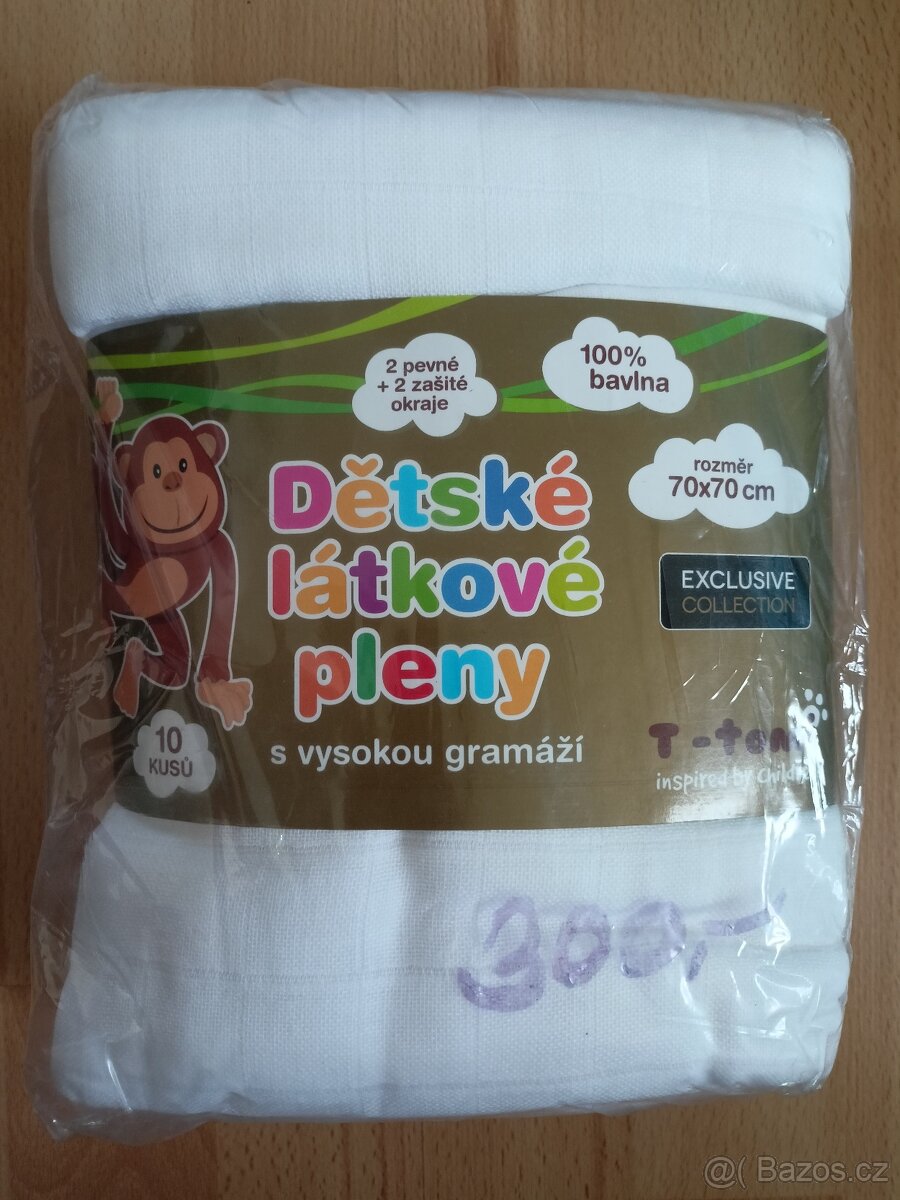 2 pevné
+ 2 zašité
okraje
100%
bavlna
rozměr
70x70 cm
Dětské
látkové
pleny
s vysokou gramáží
EXCLUSIVE
COLLECTION
10
KUSŮ
inspired by
300,-
@( Bazos.cz